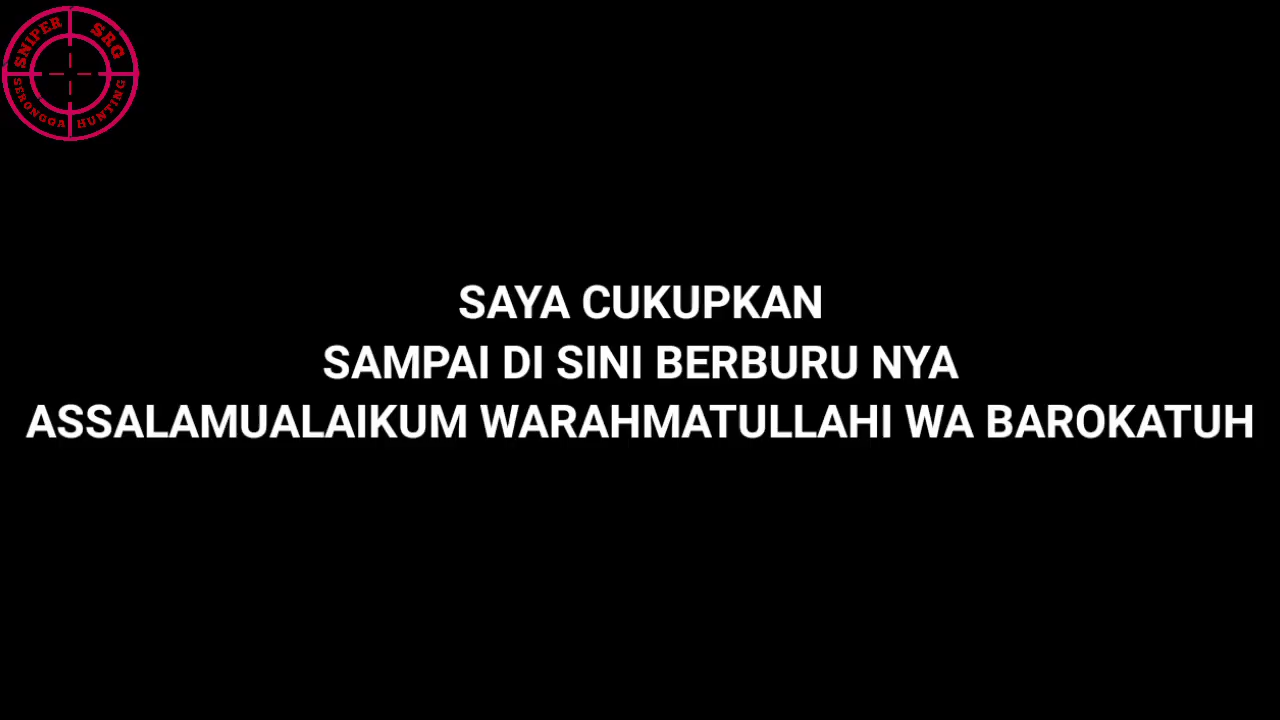 SNIPER SRG
SERONGGA HUNTING
SAYA CUKUPKAN
SAMPAI DI SINI BERBURU NYA
ASSALAMUALAIKUM WARAHMATULLAHI WA BAROKATUH